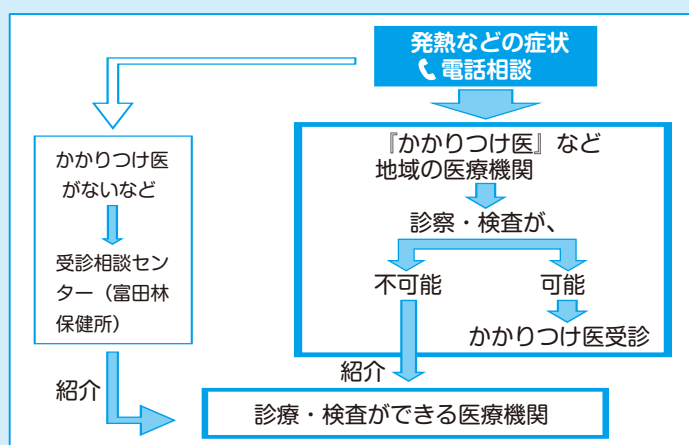 発熱などの症状
電話相談
『かかりつけ医』など
地域の医療機関
診察・検査が、
不可能
可能
かかりつけ医受診
紹介
かかりつけ医
がないなど
受診相談セン
ター（富田林
保健所）
紹介
診療・検査ができる医療機関